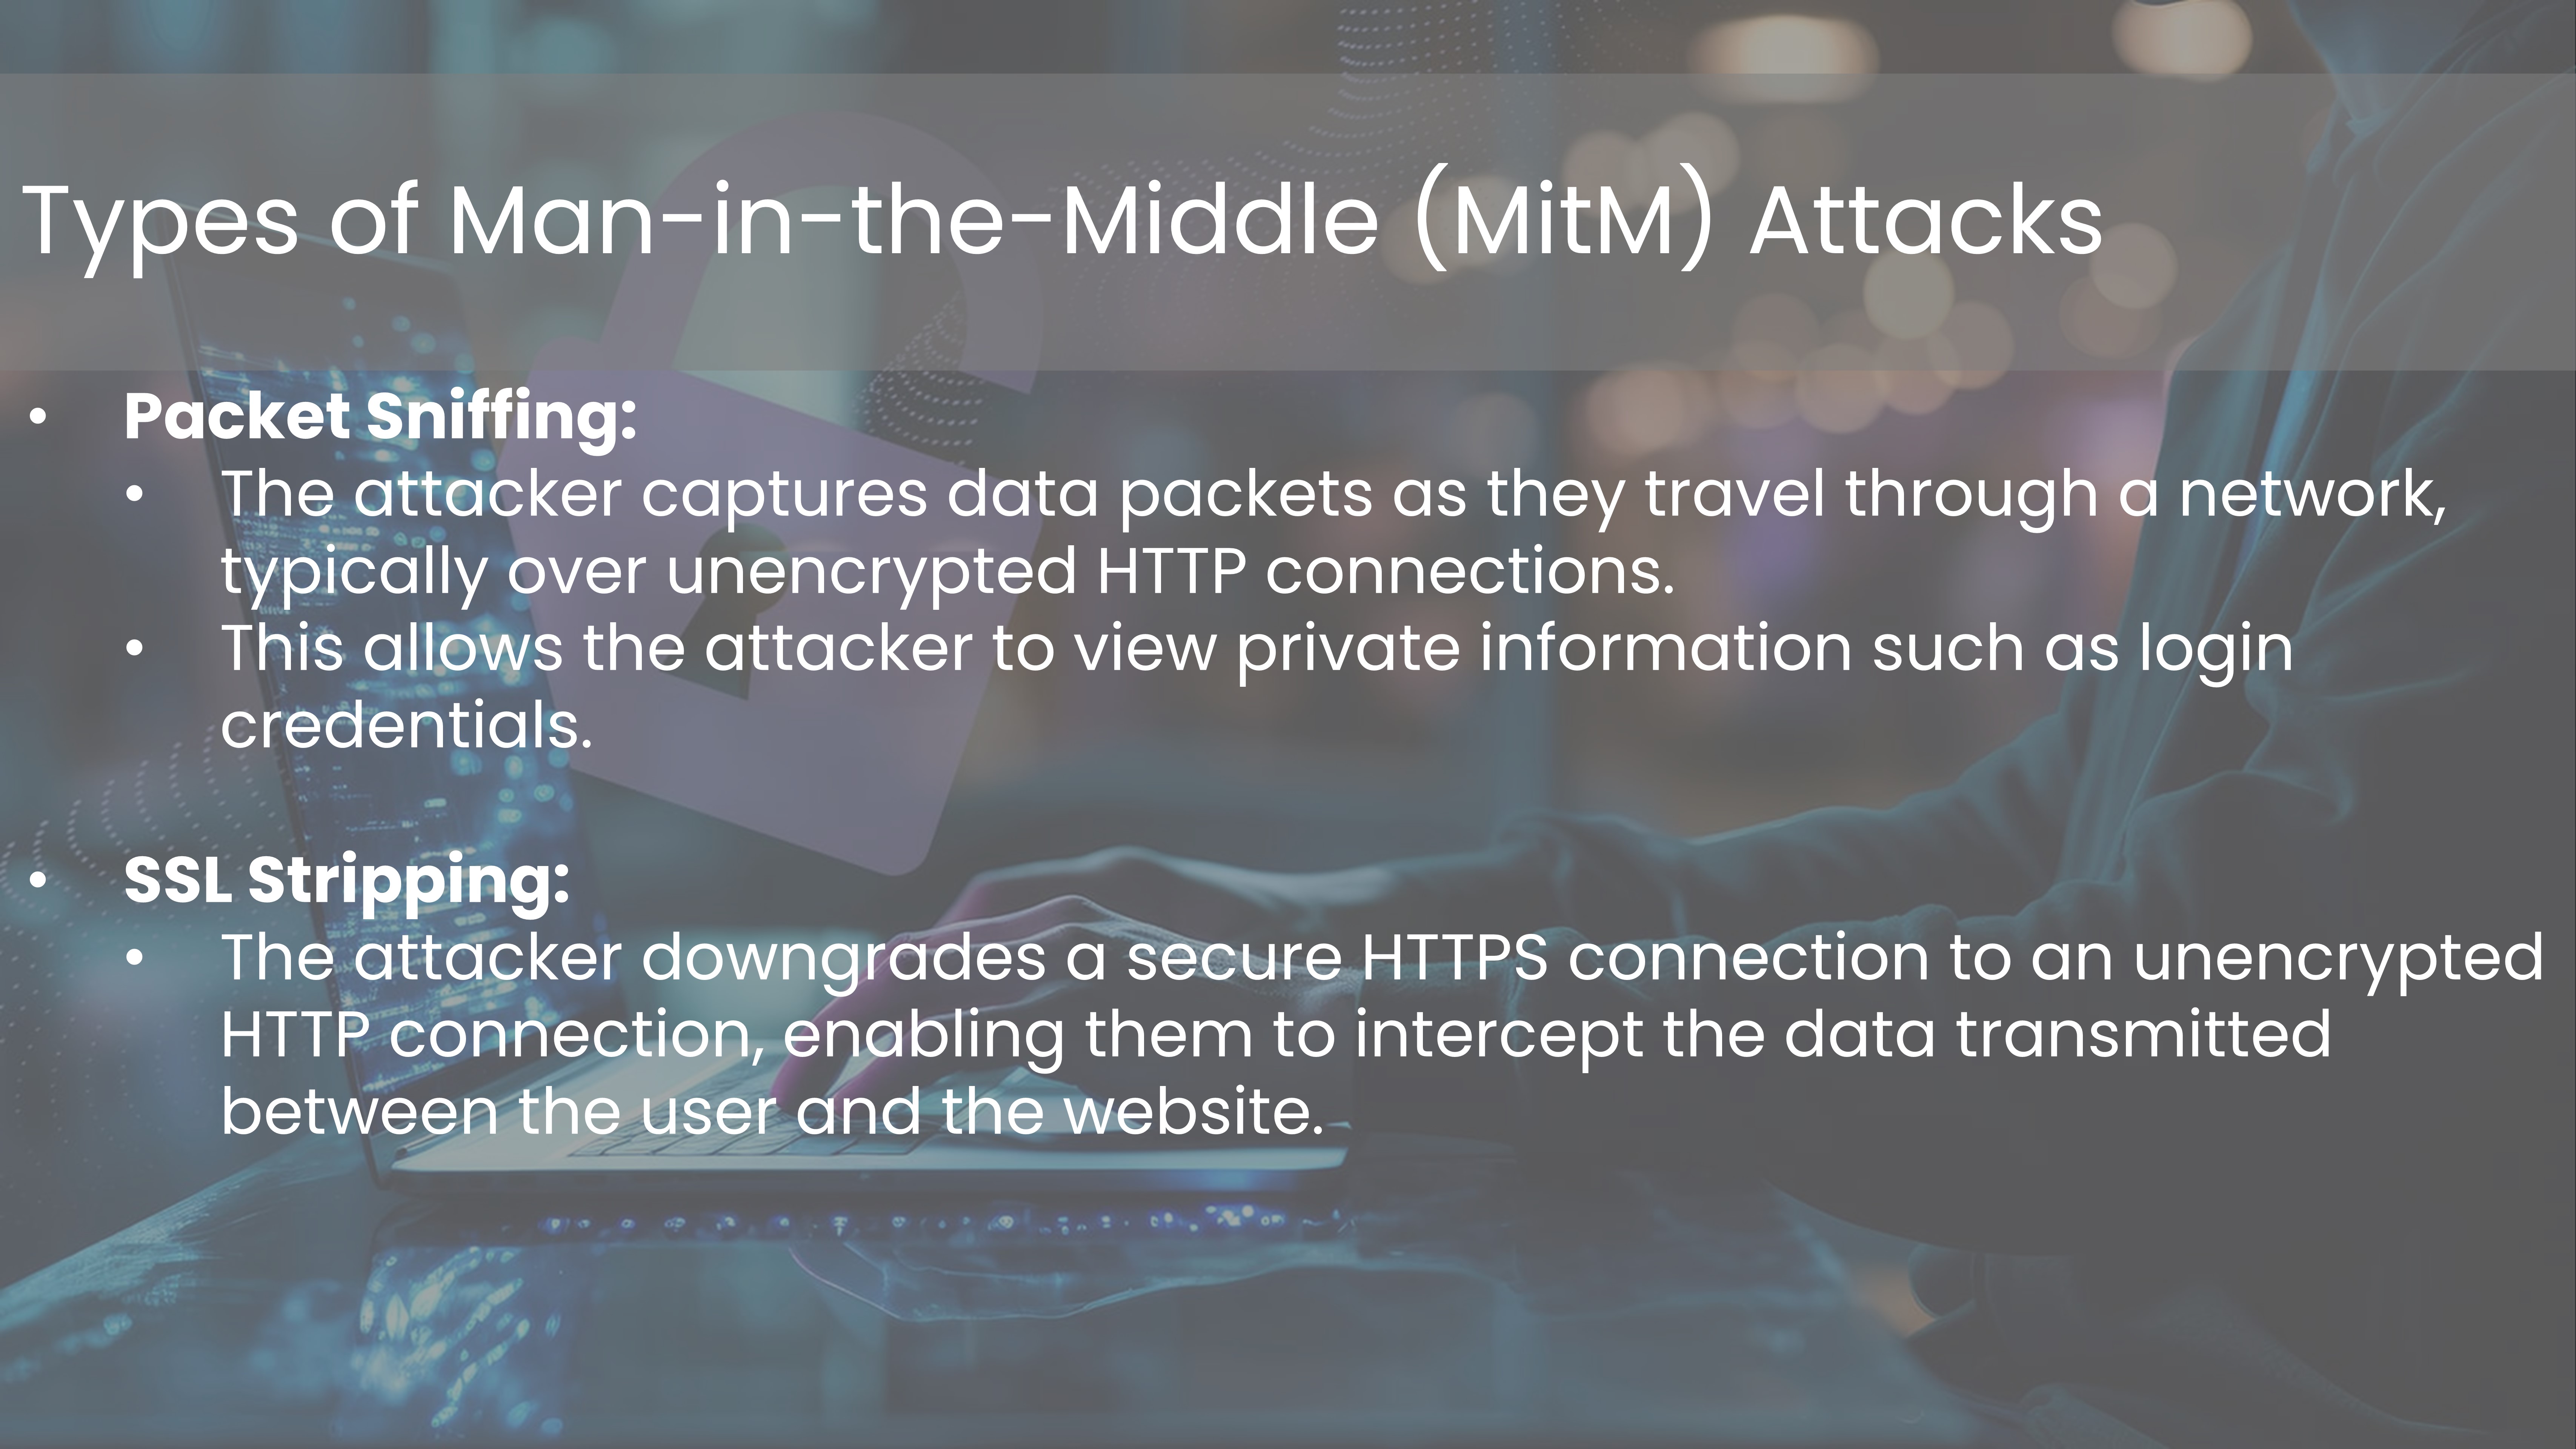 Types of Man-in-the-Middle (MitM) Attacks
• Packet Sniffing:
• The attacker captures data packets as they travel through a network,
typically over unencrypted HTTP connections.
• This allows the attacker to view private information such as login
credentials.
• SSL Stripping:
• The attacker downgrades a secure HTTPS connection to an unencrypted
HTTP connection, enabling them to intercept the data transmitted
between the user and the website.